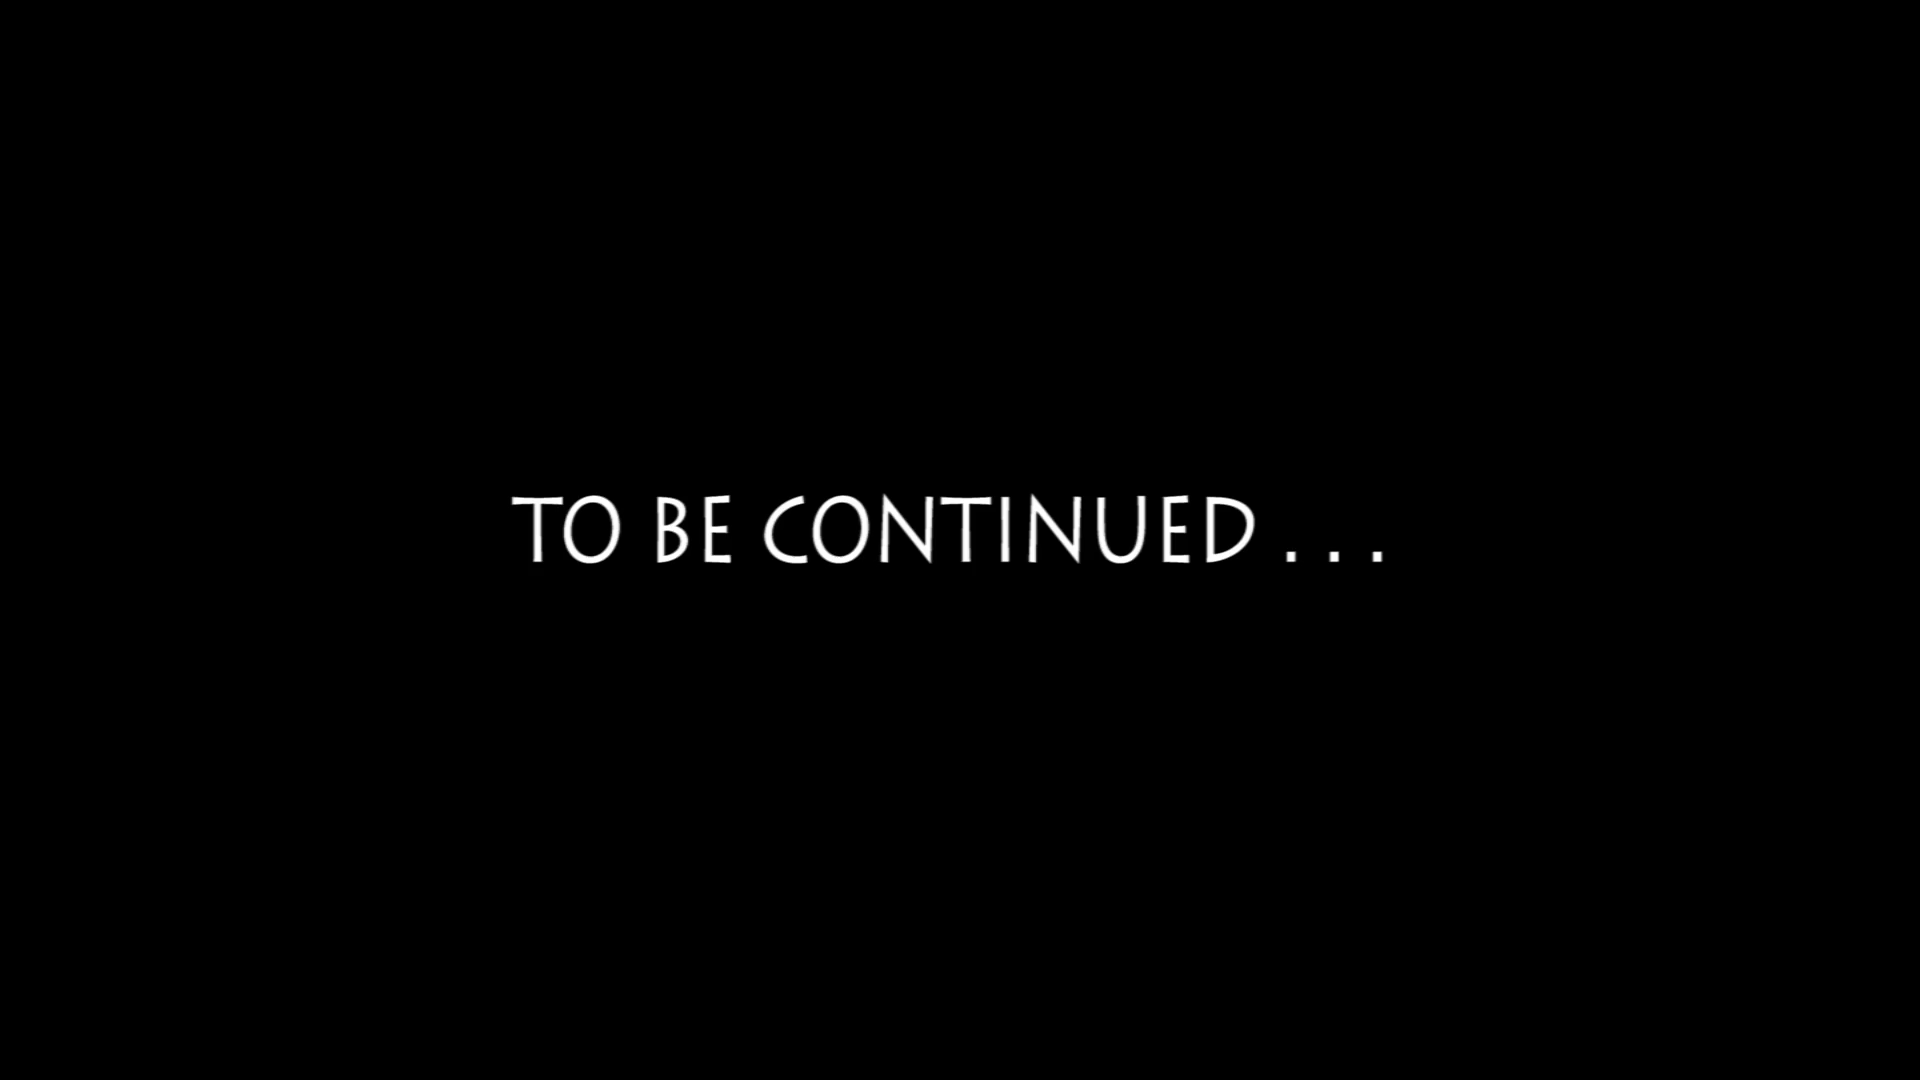 TO BE CONTINUED . . .